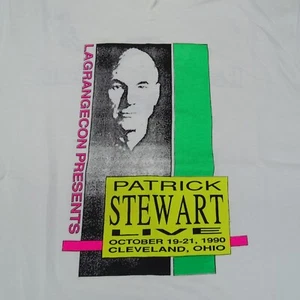 LAGRANGECON PRESENTS
PATRICK
STEWART
LIVE
OCTOBER 19-21, 1990
CLEVELAND, OHIO